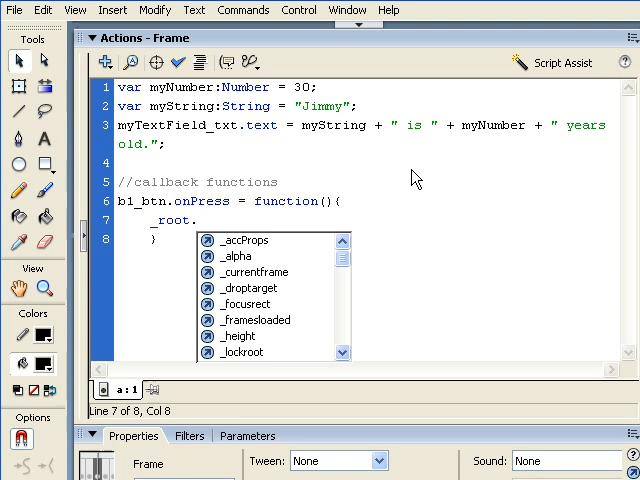 File Edit View Insert Modify Text Commands Control Window Help
Tools
Actions - Frame
Script Assist
1 var myNumber:Number = 30;
2 var myString:String = "Jimmy";
3 myTextField_txt.text = myString + " is " + myNumber + " years
old.";
4
5 //callback functions
6 b1_btn.onPress = function(){
7 _root.
8 }
_accProps
_alpha
_currentframe
_droptarget
_focusrect
_framesloaded
_height
_lockroot
View
Colors
Options
a : 1
Line 7 of 8, Col 8
Properties Filters Parameters
Frame
Tween: None
Sound: None